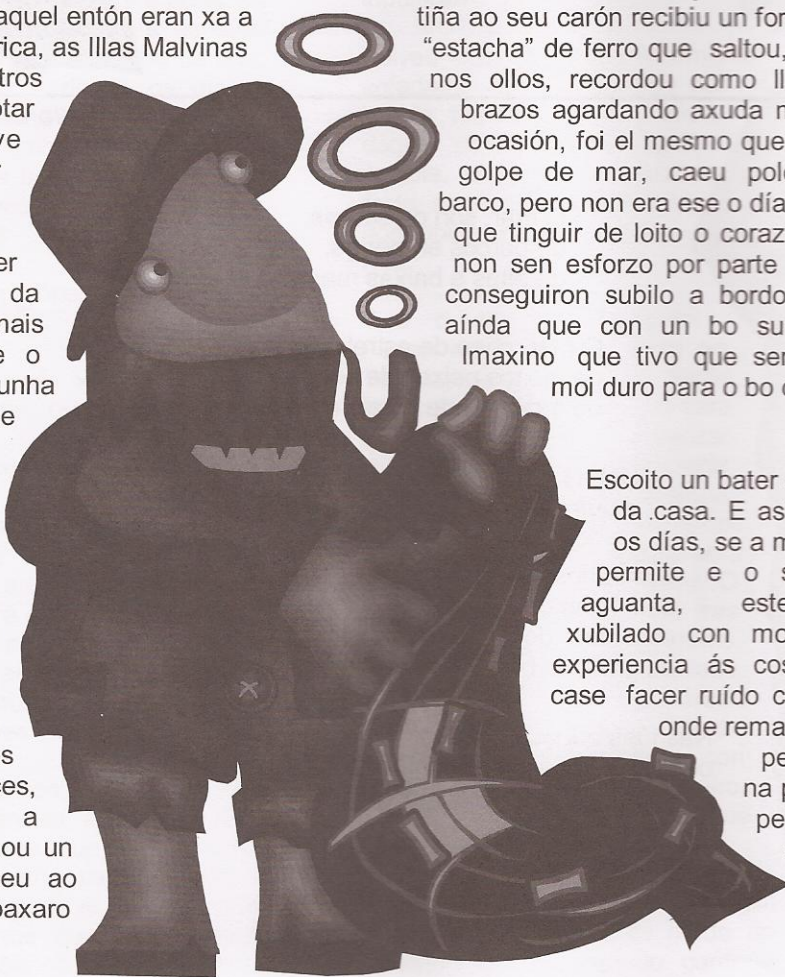 aquel entón eran xa a
rica, as Illas Malvinas
tros
otar
ve
er
da
mais
e o
unha
e
s
ces,
a
ou un
eu ao
paxaro
tiña ao seu carón recibiu un for
“estacha” de ferro que saltou,
nos ollos, recordou como ll
brazos agardando axuda n
ocasión, foi el mesmo que
golpe de mar, caeu pol
barco, pero non era ese o día
que tinguir de loito o coraz
non sen esforzo por parte
conseguiron subilo a bordo
aínda que con un bo su
Imaxino que tivo que ser
moi duro para o bo
Escoito un bater
da .casa. E as
os días, se a m
permite e o s
aguanta, este
xubilado con mo
experiencia ás cos
case facer ruído c
onde rema
pe
na p
pe